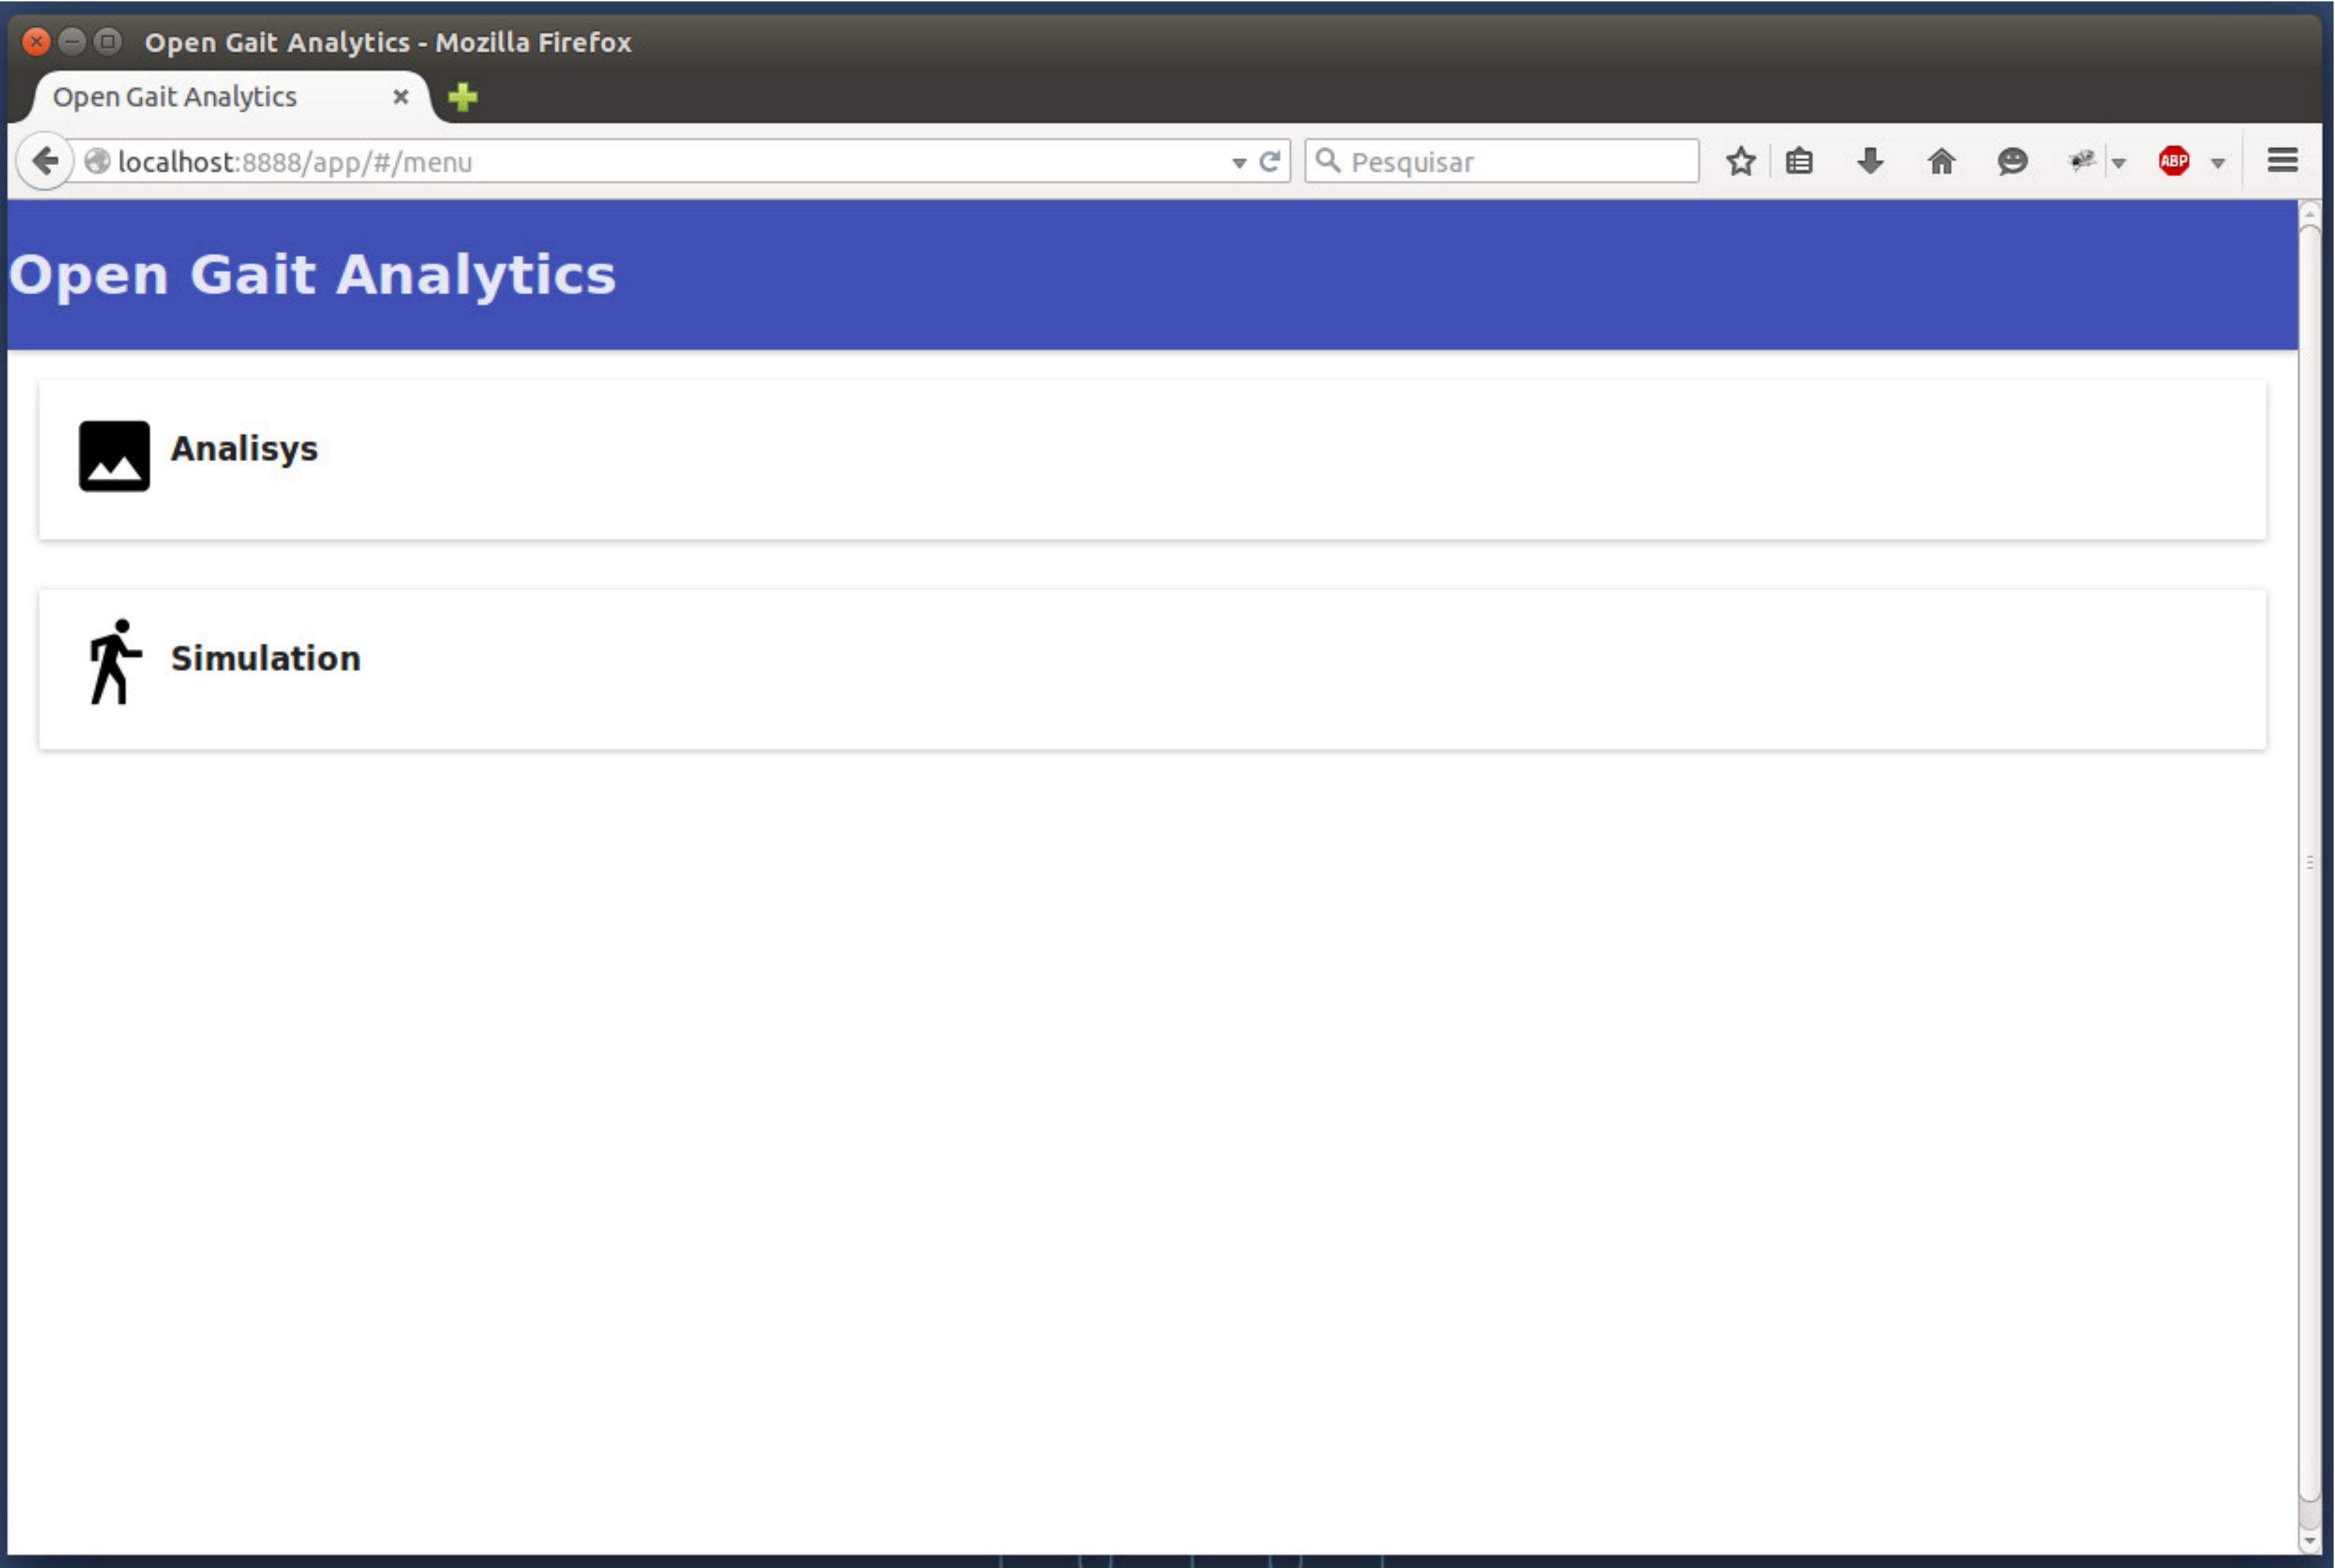 Open Gait Analytics - Mozilla Firefox
Open Gait Analytics
localhost:8888/app/#/menu Pesquisar ABP
Open Gait Analytics
Analisys
Simulation